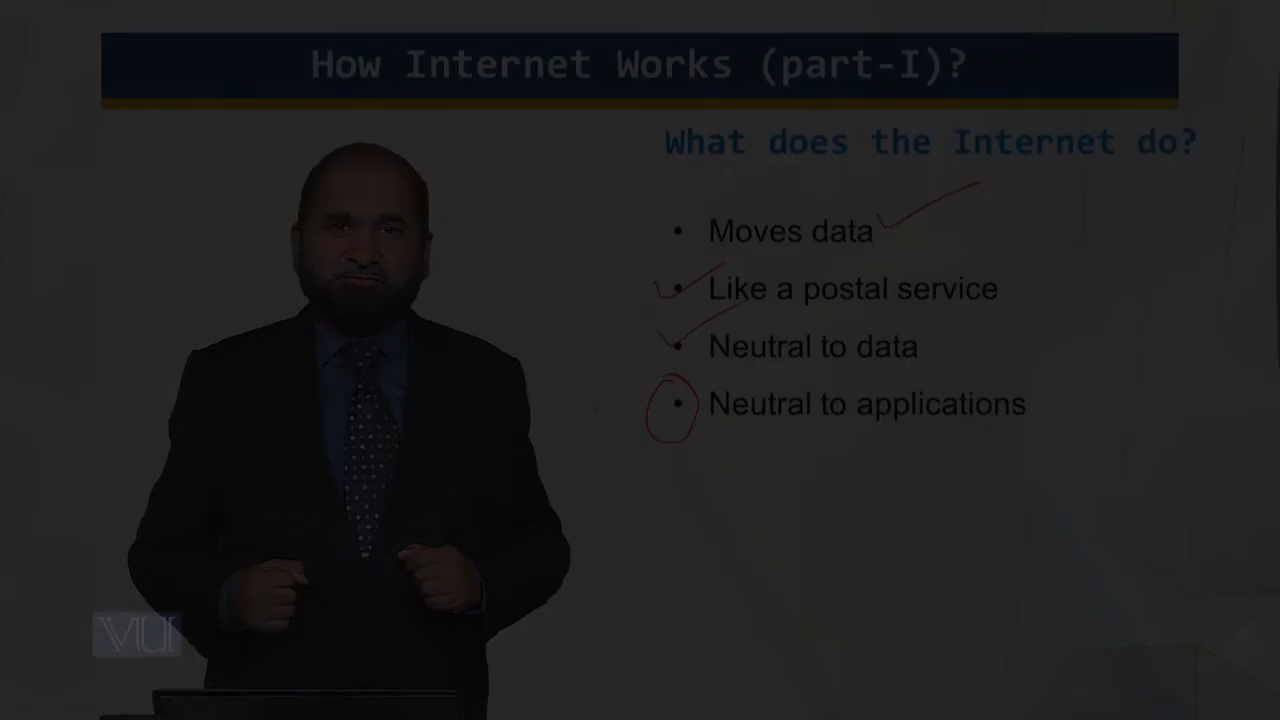 How Internet Works (part-I)?
What does the Internet do?
• Moves data
• Like a postal service
• Neutral to data
• Neutral to applications
VU